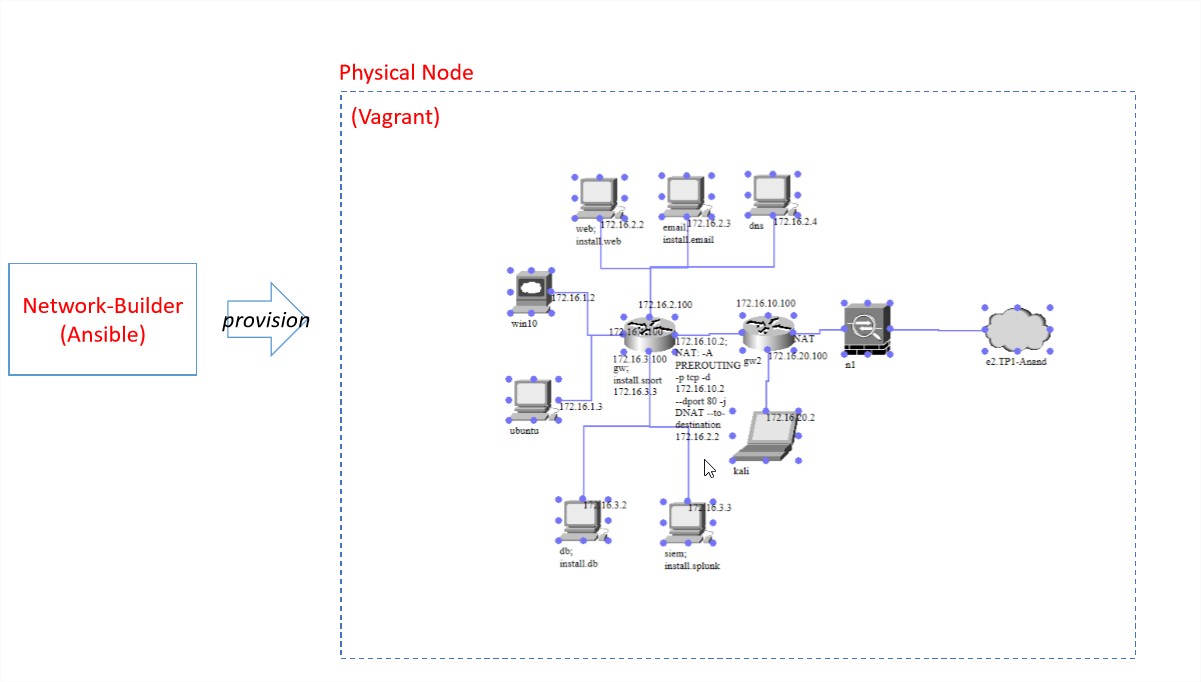 Physical Node
(Vagrant)
Network-Builder
(Ansible)
provision
172.16.2.2
web;
install.web
172.16.2.3
email;
install.email
172.16.2.4
dns
172.16.1.2
win10
172.16.1.3
ubuntu
172.16.2.100
172.16.1.100
172.16.3.100
gw;
install.snort
172.16.3.3
172.16.10.2;
NAT: -A
PREROUTING
-p tcp -d
172.16.10.2
--dport 80 -j
DNAT --to-
destination
172.16.2.2
172.16.10.100
NAT
172.16.20.100
gw2
n1
e2.TP1-Anand
172.16.20.2
kali
172.16.3.2
db;
install.db
172.16.3.3
siem;
install.splunk